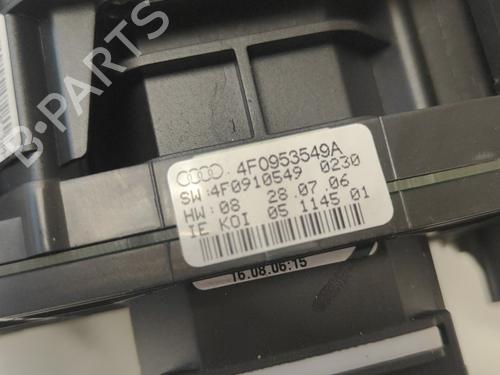 B-PARTS
4F0953549A
SW:4F0910549 0230
HW:08 28.07.06
IE KOI 05 1145 01
16.08.06:15